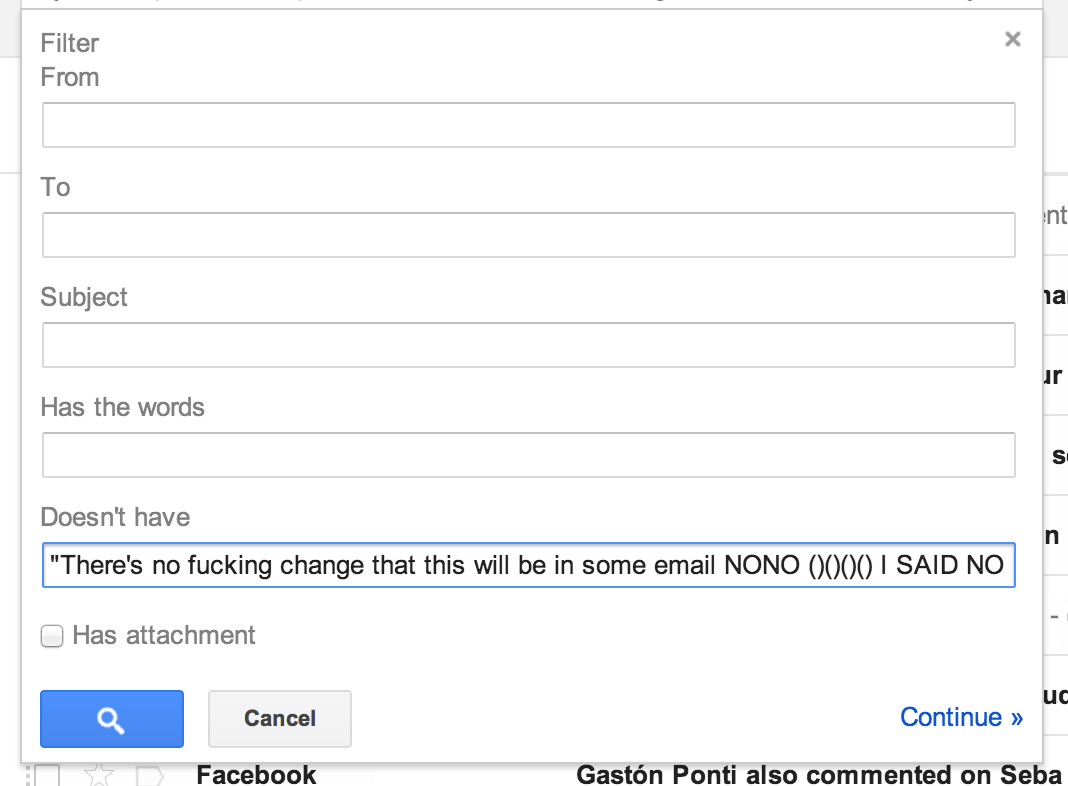 Filter
From
To
ent
Subject
Has the words
Doesn't have
"There's no fucking change that this will be in some email NONO ()()()() I SAID NO
Has attachment
Cancel
Continue »
Facebook
Gastón Ponti also commented on Seba